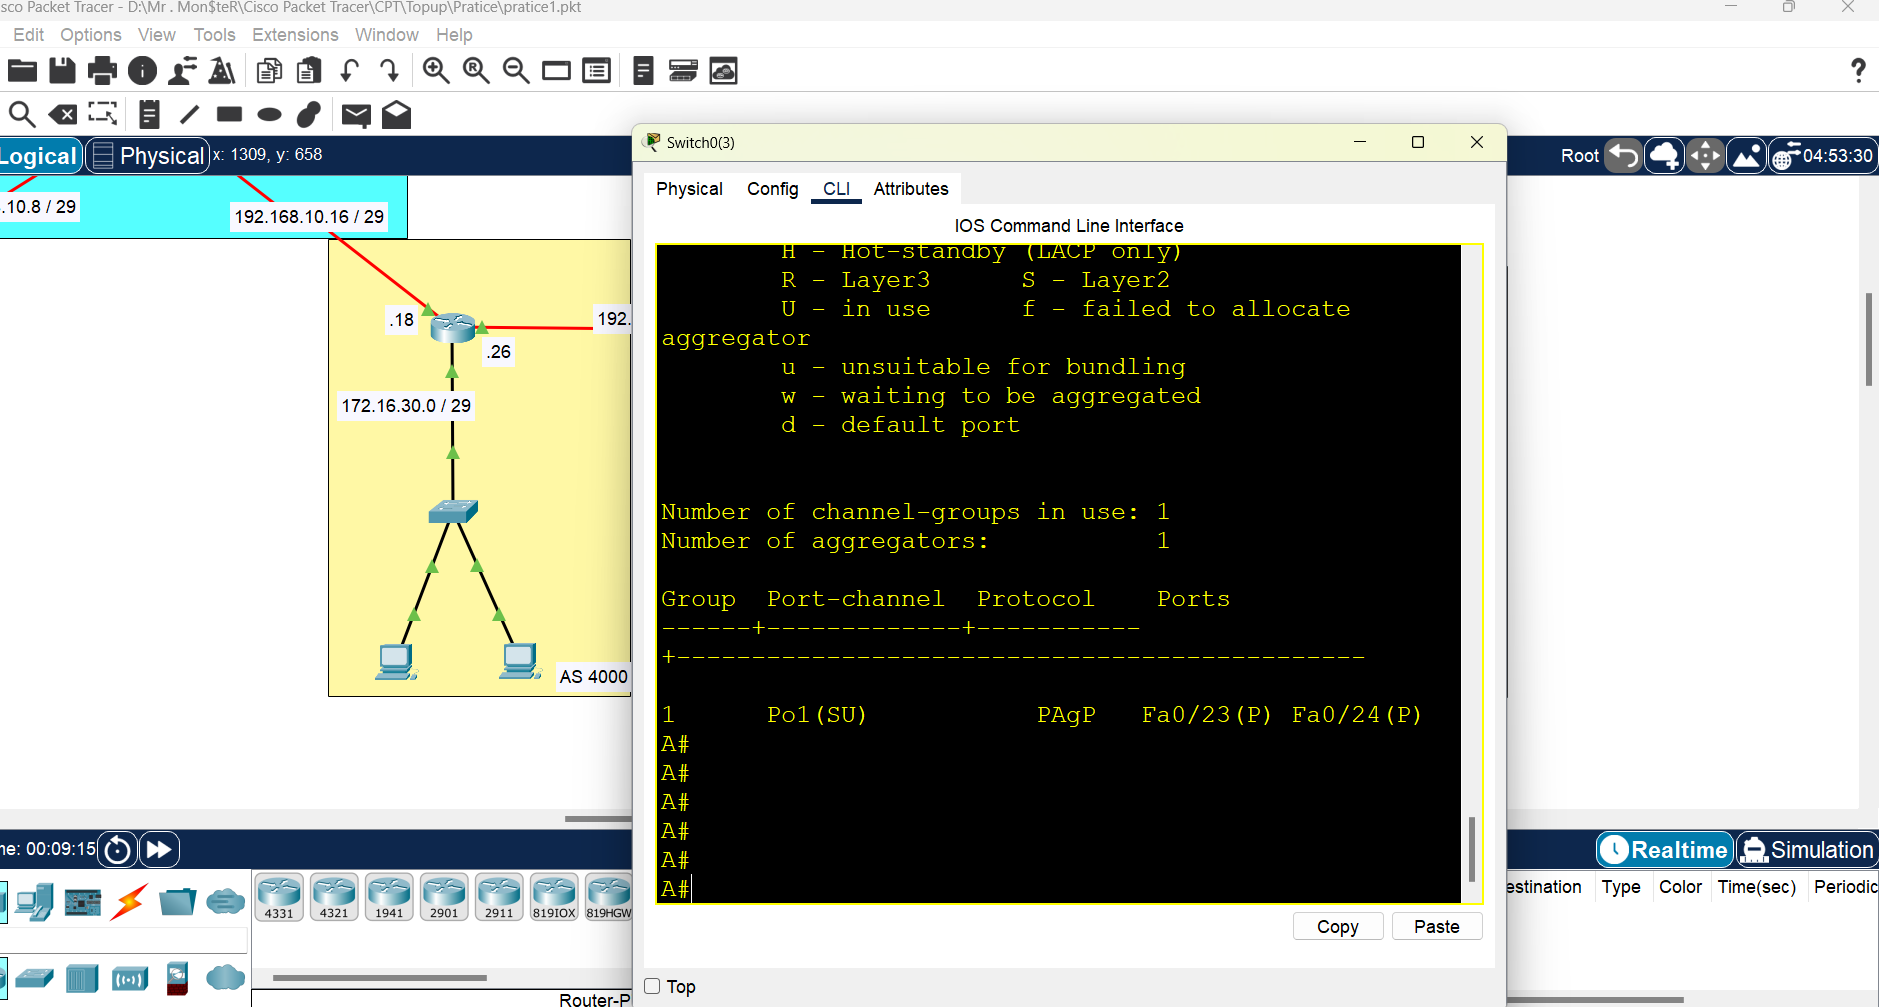 sco Packet Tracer - D:\Mr . Mon$teR\Cisco Packet Tracer\CPT\Topup\Pratice\pratice1.pkt
Edit Options View Tools Extensions Window Help
?
Logical Physical x: 1309, y: 658
Root 04:53:30
.10.8 / 29
192.168.10.16 / 29
.18
192.
.26
172.16.30.0 / 29
AS 4000
Switch0(3)
Physical Config CLI Attributes
IOS Command Line Interface
H - Hot-standby (LACP only)
R - Layer3 S - Layer2
U - in use f - failed to allocate
aggregator
u - unsuitable for bundling
w - waiting to be aggregated
d - default port
Number of channel-groups in use: 1
Number of aggregators: 1
Group Port-channel Protocol Ports
------+-------------+-----------
+----------------------------------------------
1 Po1(SU) PAgP Fa0/23(P) Fa0/24(P)
A#
A#
A#
A#
A#
A#
Copy Paste
Top
me: 00:09:15
Realtime Simulation
4331 4321 1941 2901 2911 819IOX 819HGW
estination Type Color Time(sec) Periodic
Router-P